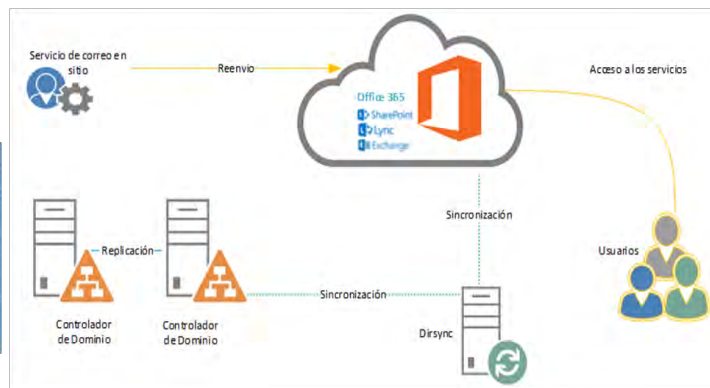 Servicio de correo en
sitio
Reenvio
Acceso a los servicios
Office 365
SharePoint
Lync
Exchange
Sincronización
Replicación
Usuarios
Sincronización
Controlador
de Dominio
Controlador
de Dominio
Dirsync